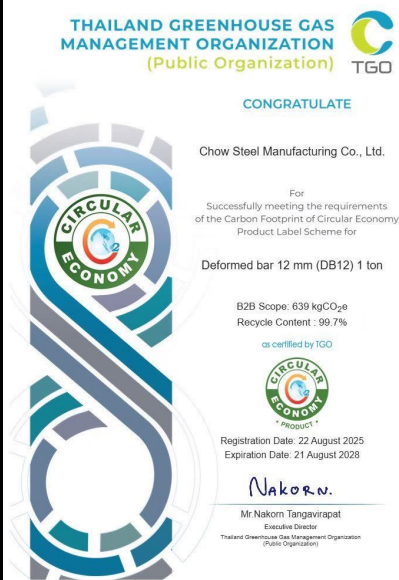 THAILAND GREENHOUSE GAS
MANAGEMENT ORGANIZATION
(Public Organization)
TGO
CONGRATULATE
Chow Steel Manufacturing Co., Ltd.
For
Successfully meeting the requirements
of the Carbon Footprint of Circular Economy
Product Label Scheme for
CIRCULAR
2
ECONOMY
Deformed bar 12 mm (DB12) 1 ton
B2B Scope: 639 kgCO2e
Recycle Content : 99.7%
as certified by TGO
CIRCULAR
2
ECONOMY
• PRODUCT •
Registration Date: 22 August 2025
Expiration Date: 21 August 2028
NAKORN.
Mr.Nakorn Tangavirapat
Executive Director
Thailand Greenhouse Gas Management Organization
(Public Organization)